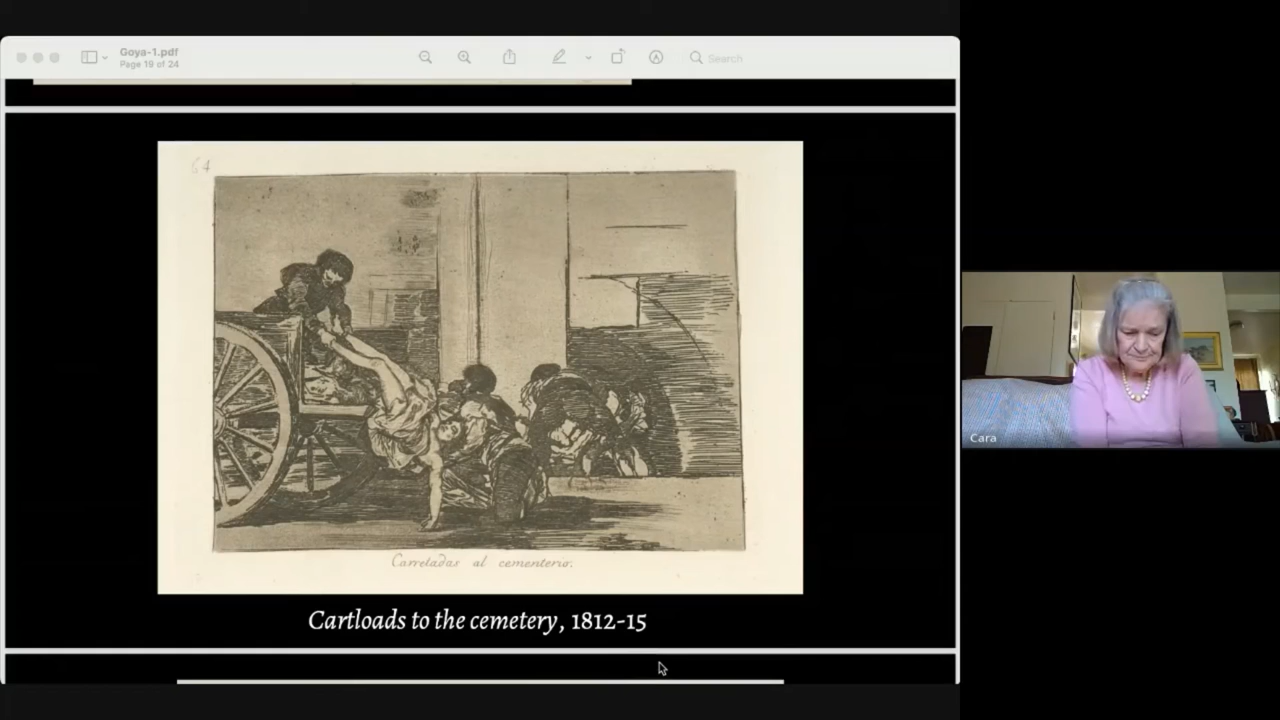 Goya-1.pdf
Page 19 of 24
Search
64
Carretadas al cementerio.
Cartloads to the cemetery, 1812-15
Cara